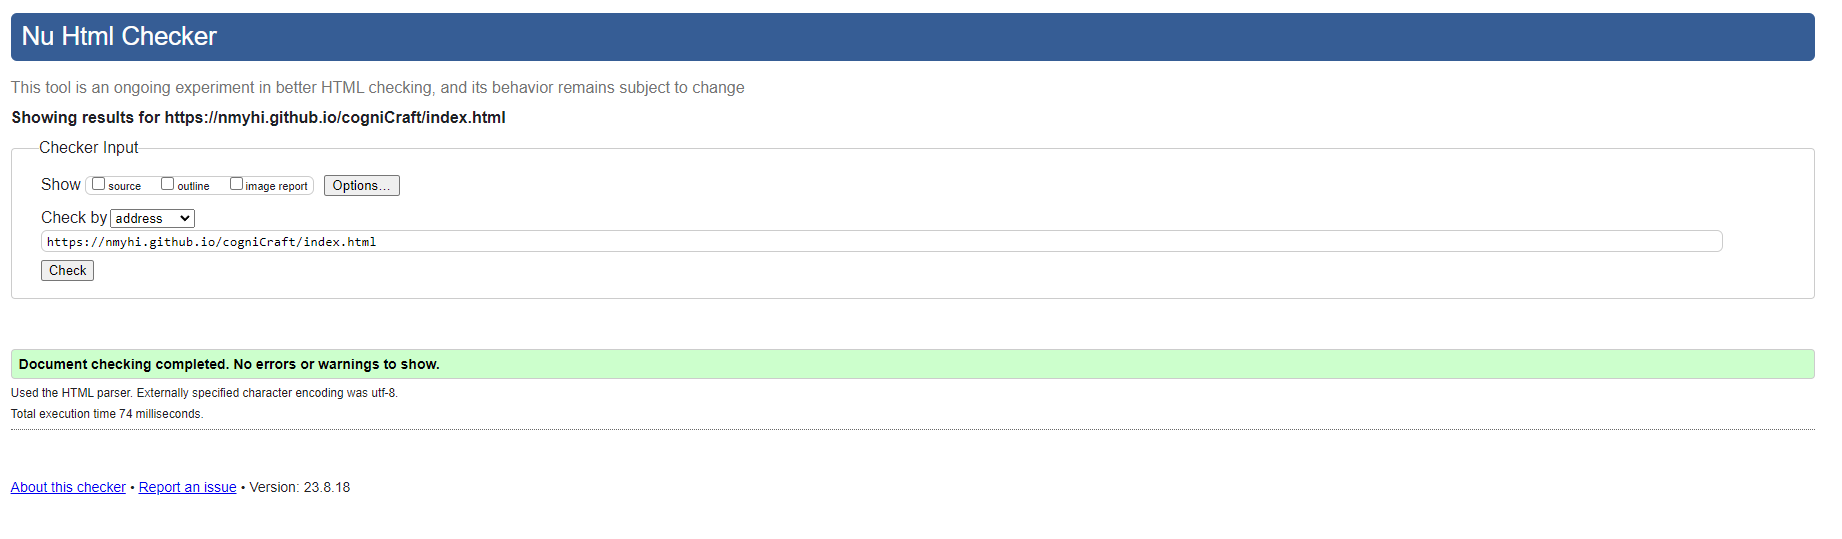 Nu Html Checker
This tool is an ongoing experiment in better HTML checking, and its behavior remains subject to change
Showing results for https://nmyhi.github.io/cogniCraft/index.html
Checker Input
Show source outline image report Options...
Check by address
https://nmyhi.github.io/cogniCraft/index.html
Check
Document checking completed. No errors or warnings to show.
Used the HTML parser. Externally specified character encoding was utf-8.
Total execution time 74 milliseconds.
About this checker • Report an issue • Version: 23.8.18